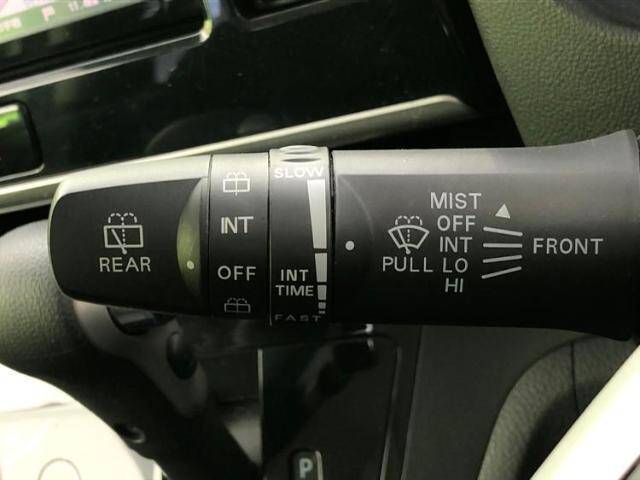 REAR
INT
OFF
SLOW
INT
TIME
FAST
MIST
OFF
INT
PULL LO
HI
FRONT
P